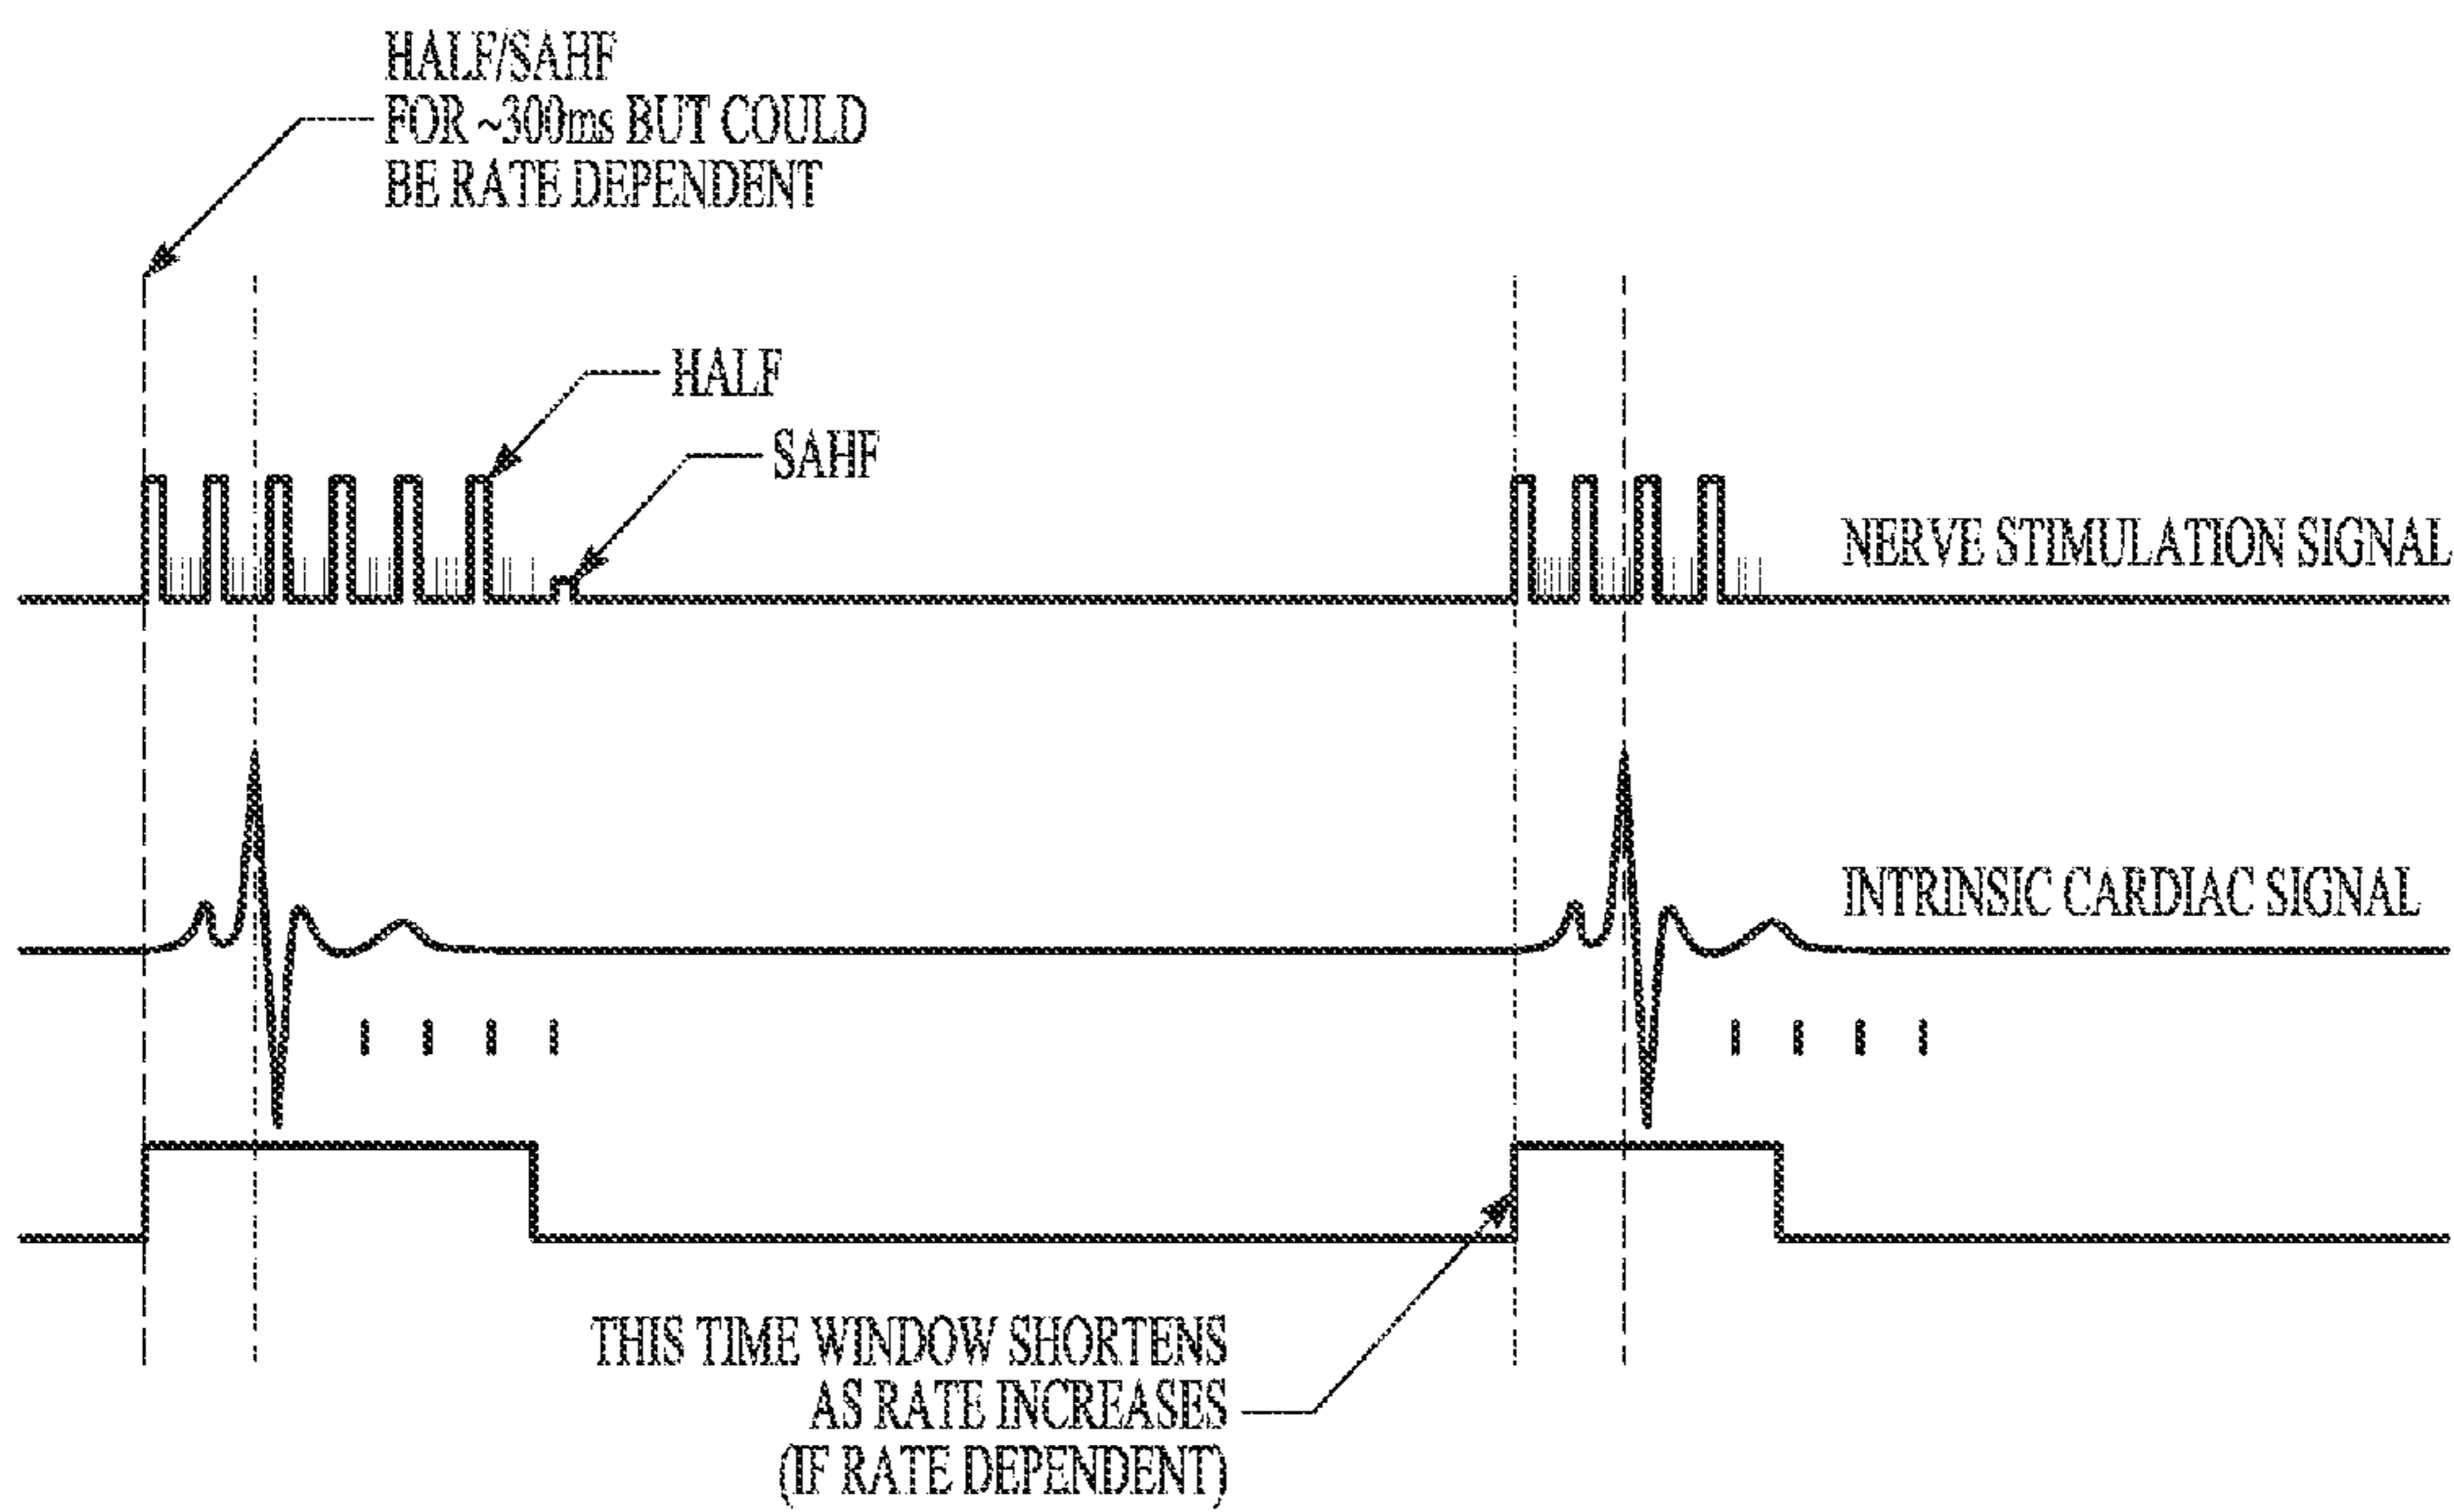 HALF/SAHF
FOR ~300ms BUT COULD
BE RATE DEPENDENT
HALF
SAHF
NERVE STIMULATION SIGNAL
INTRINSIC CARDIAC SIGNAL
THIS TIME WINDOW SHORTENS
AS RATE INCREASES
(IF RATE DEPENDENT)